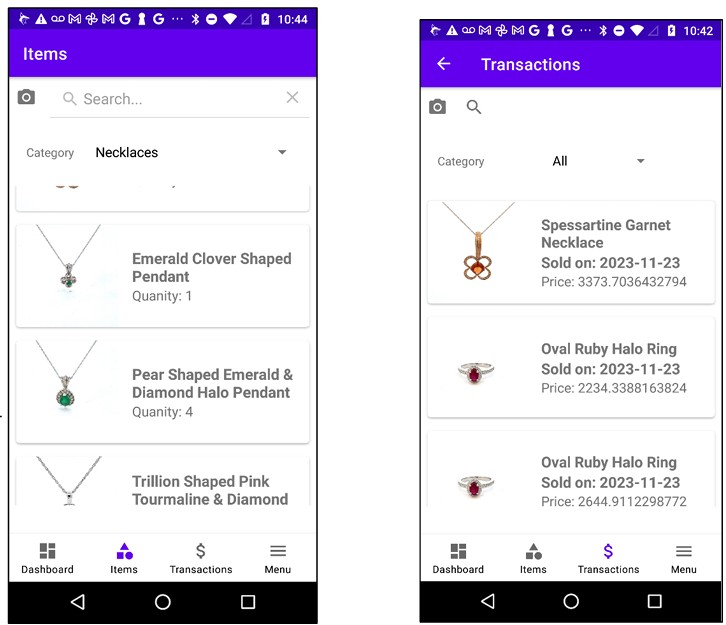 10:44
Items
Search...
Category Necklaces
Emerald Clover Shaped
Pendant
Quanity: 1
Pear Shaped Emerald &
Diamond Halo Pendant
Quanity: 4
Trillion Shaped Pink
Tourmaline & Diamond
Dashboard Items Transactions Menu
10:42
Transactions
Category All
Spessartine Garnet
Necklace
Sold on: 2023-11-23
Price: 3373.7036432794
Oval Ruby Halo Ring
Sold on: 2023-11-23
Price: 2234.3388163824
Oval Ruby Halo Ring
Sold on: 2023-11-23
Price: 2644.9112298772
Dashboard Items Transactions Menu